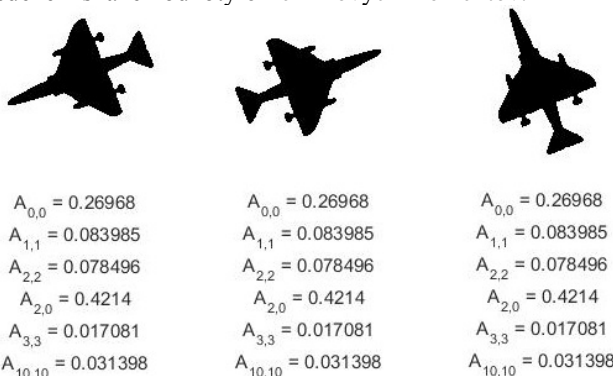 A0,0 = 0.26968
A1,1 = 0.083985
A2,2 = 0.078496
A2,0 = 0.4214
A3,3 = 0.017081
A10,10 = 0.031398
A0,0 = 0.26968
A1,1 = 0.083985
A2,2 = 0.078496
A2,0 = 0.4214
A3,3 = 0.017081
A10,10 = 0.031398
A0,0 = 0.26968
A1,1 = 0.083985
A2,2 = 0.078496
A2,0 = 0.4214
A3,3 = 0.017081
A10,10 = 0.031398